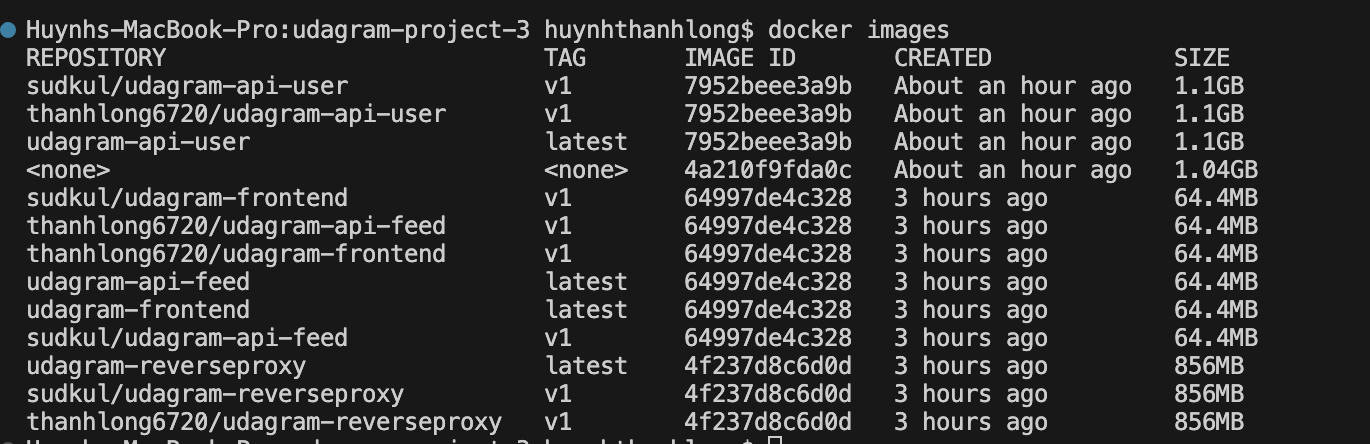 Huynhs-MacBook-Pro:udagram-project-3 huynhthanhlong$ docker images
REPOSITORY TAG IMAGE ID CREATED SIZE
sudkul/udagram-api-user v1 7952beee3a9b About an hour ago 1.1GB
thanhlong6720/udagram-api-user v1 7952beee3a9b About an hour ago 1.1GB
udagram-api-user latest 7952beee3a9b About an hour ago 1.1GB
<none> <none> 4a210f9fda0c About an hour ago 1.04GB
sudkul/udagram-frontend v1 64997de4c328 3 hours ago 64.4MB
thanhlong6720/udagram-api-feed v1 64997de4c328 3 hours ago 64.4MB
thanhlong6720/udagram-frontend v1 64997de4c328 3 hours ago 64.4MB
udagram-api-feed latest 64997de4c328 3 hours ago 64.4MB
udagram-frontend latest 64997de4c328 3 hours ago 64.4MB
sudkul/udagram-api-feed v1 64997de4c328 3 hours ago 64.4MB
udagram-reverseproxy latest 4f237d8c6d0d 3 hours ago 856MB
sudkul/udagram-reverseproxy v1 4f237d8c6d0d 3 hours ago 856MB
thanhlong6720/udagram-reverseproxy v1 4f237d8c6d0d 3 hours ago 856MB